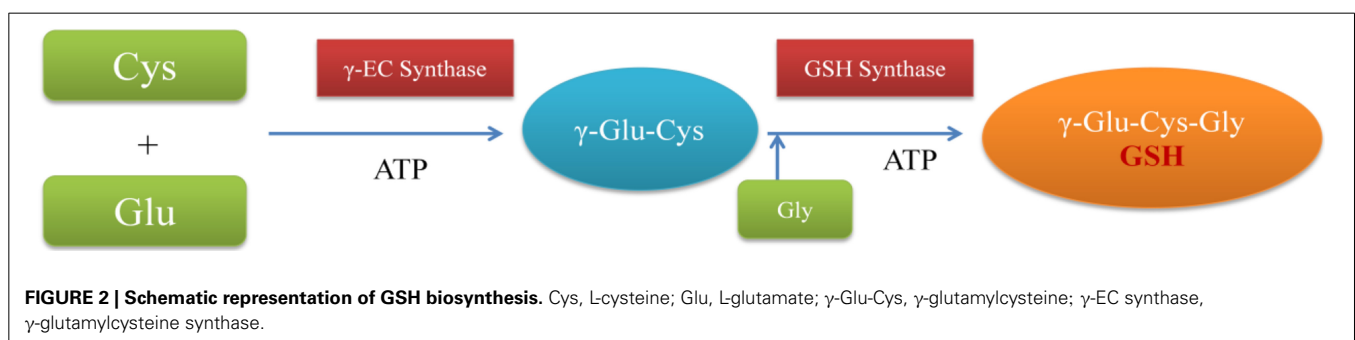 Cys
+
Glu
γ-EC Synthase
ATP
γ-Glu-Cys
GSH Synthase
ATP
Gly
γ-Glu-Cys-Gly
GSH
FIGURE 2 | Schematic representation of GSH biosynthesis. Cys, L-cysteine; Glu, L-glutamate; γ-Glu-Cys, γ-glutamylcysteine; γ-EC synthase,
γ-glutamylcysteine synthase.